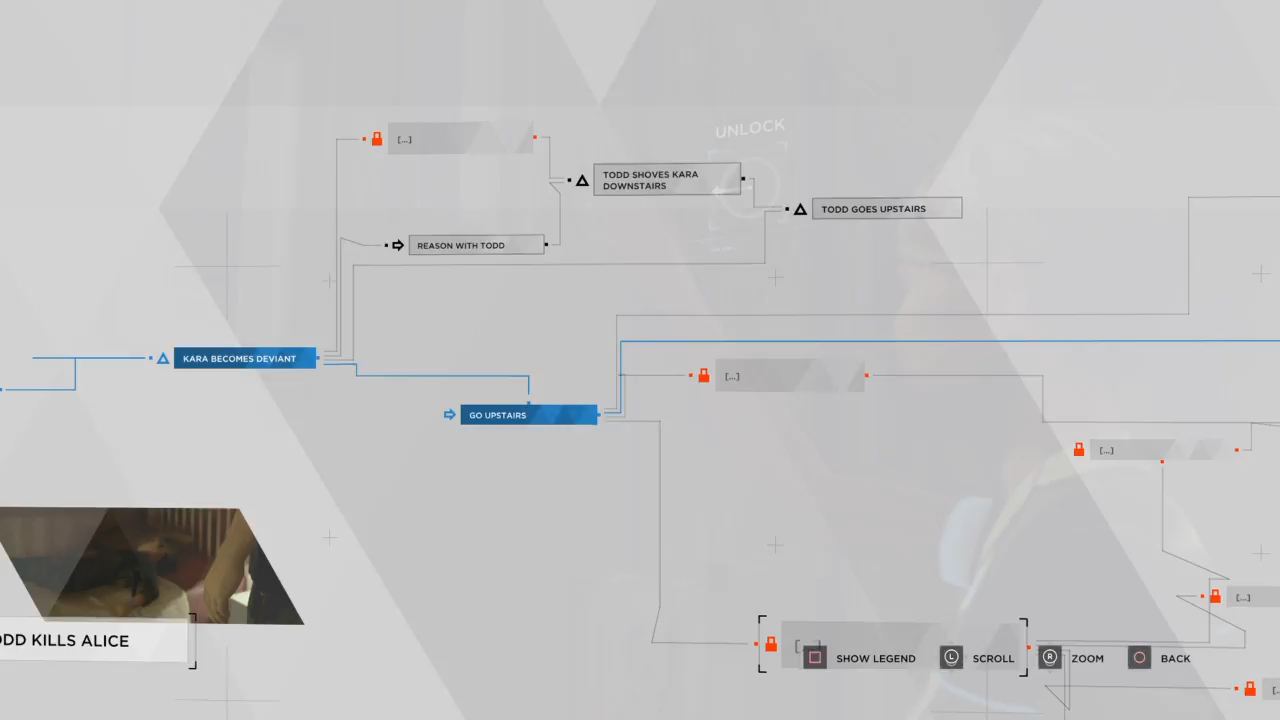 UNLOCK
[...]
TODD SHOVES KARA
DOWNSTAIRS
TODD GOES UPSTAIRS
REASON WITH TODD
KARA BECOMES DEVIANT
[...]
GO UPSTAIRS
[...]
[...]
ODD KILLS ALICE
SHOW LEGEND
L
SCROLL
R
ZOOM
BACK